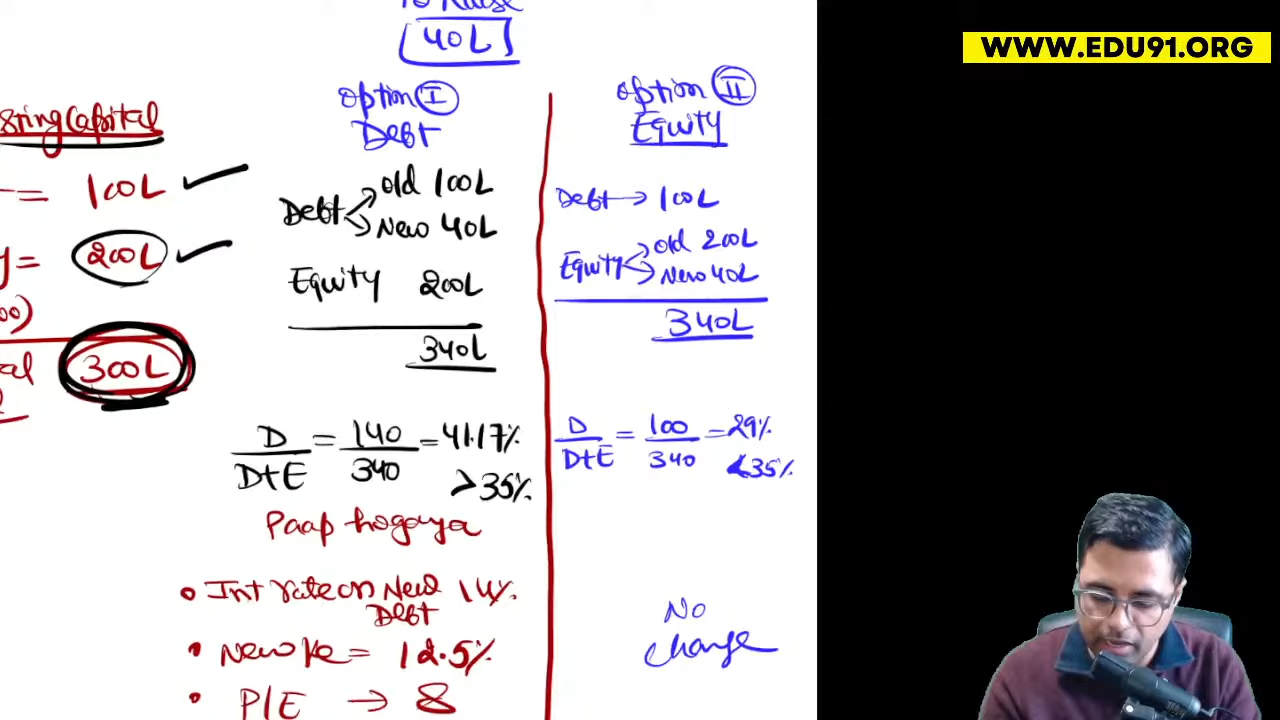 to Raise
40L
WWW.EDU91.ORG
sting Capital
= 100L
y = 200L
00)
al 300L
Option I
Debt
Debt Old 100L
New 40L
Equity 200L
340L
D/D+E = 140/340 = 41.17%
>35%
Paap hogaya
• Int rate on New 14%
Debt
• New Ke = 12.5%
• P/E → 8
Option II
Equity
Debt → 100L
Equity Old 200L
New 40L
340L
D/D+E = 100/340 = 29%
<35%
No
change